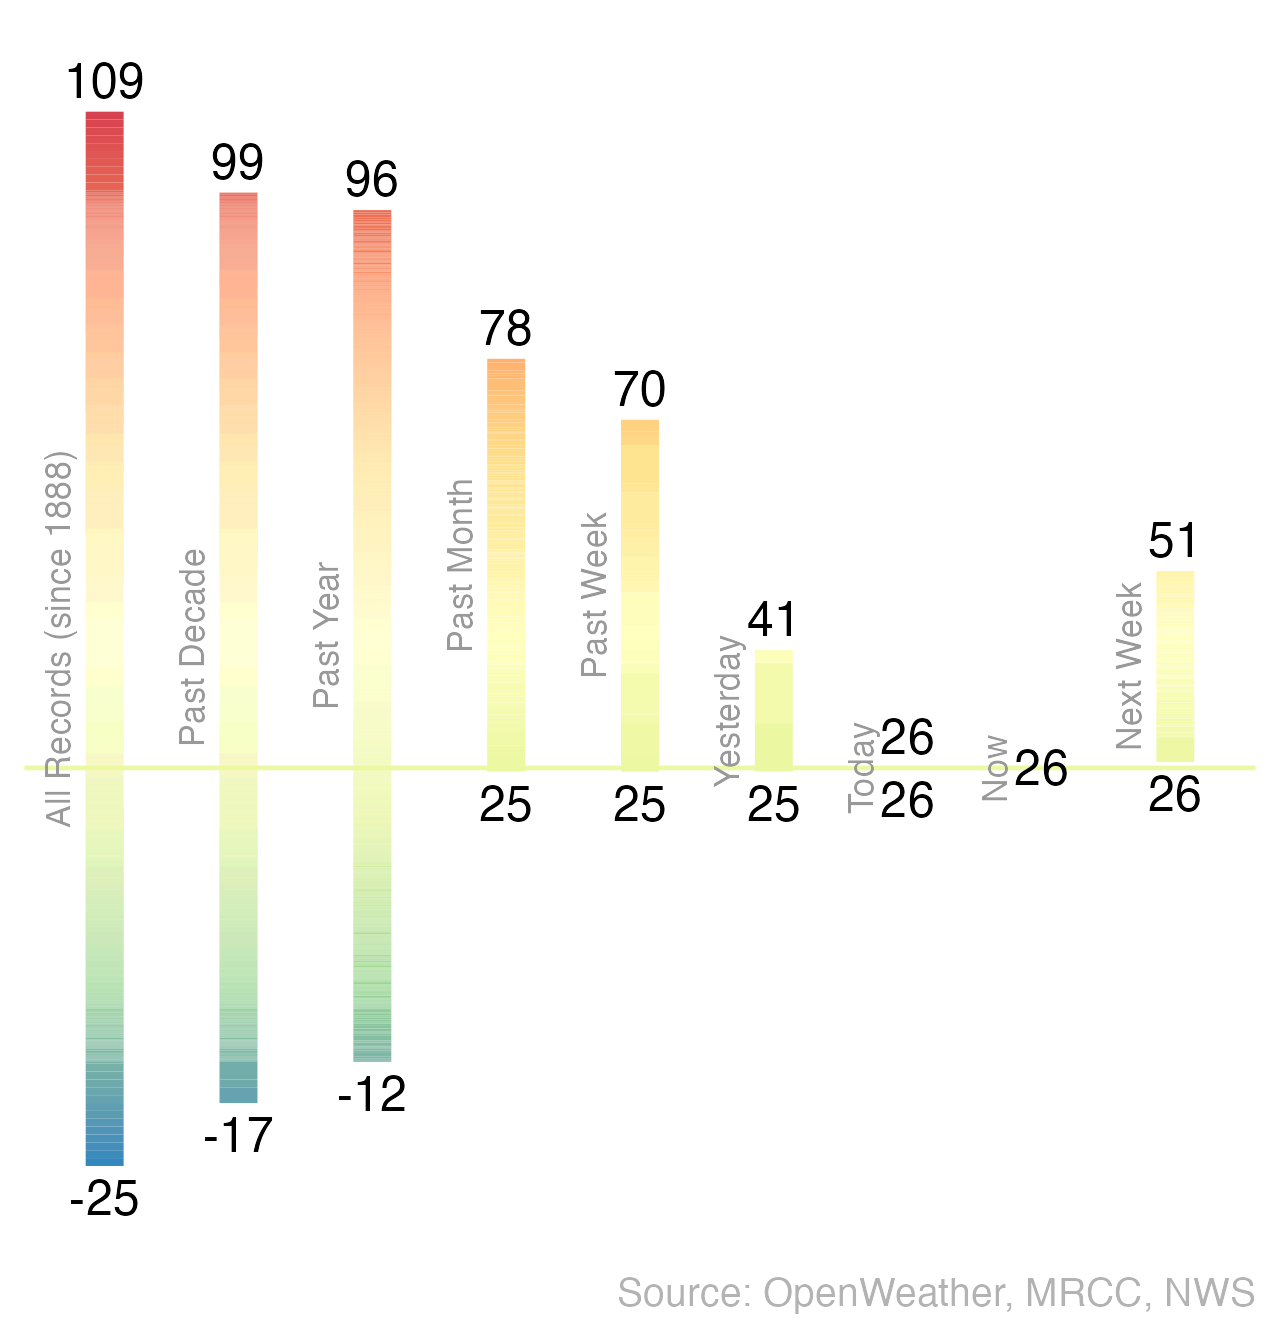 109
All Records (since 1888)
-25
99
Past Decade
-17
96
Past Year
-12
78
Past Month
25
70
Past Week
25
41
Yesterday
25
26
Today
26
Now
26
51
Next Week
26
Source: OpenWeather, MRCC, NWS